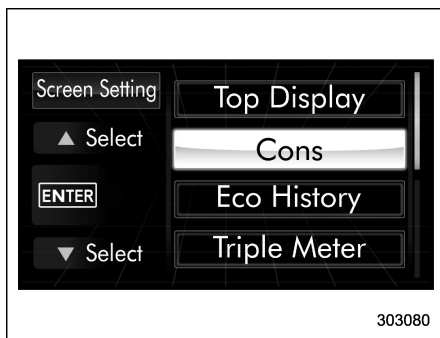 Screen Setting
▲ Select
ENTER
▼ Select
Top Display
Cons
Eco History
Triple Meter
303080